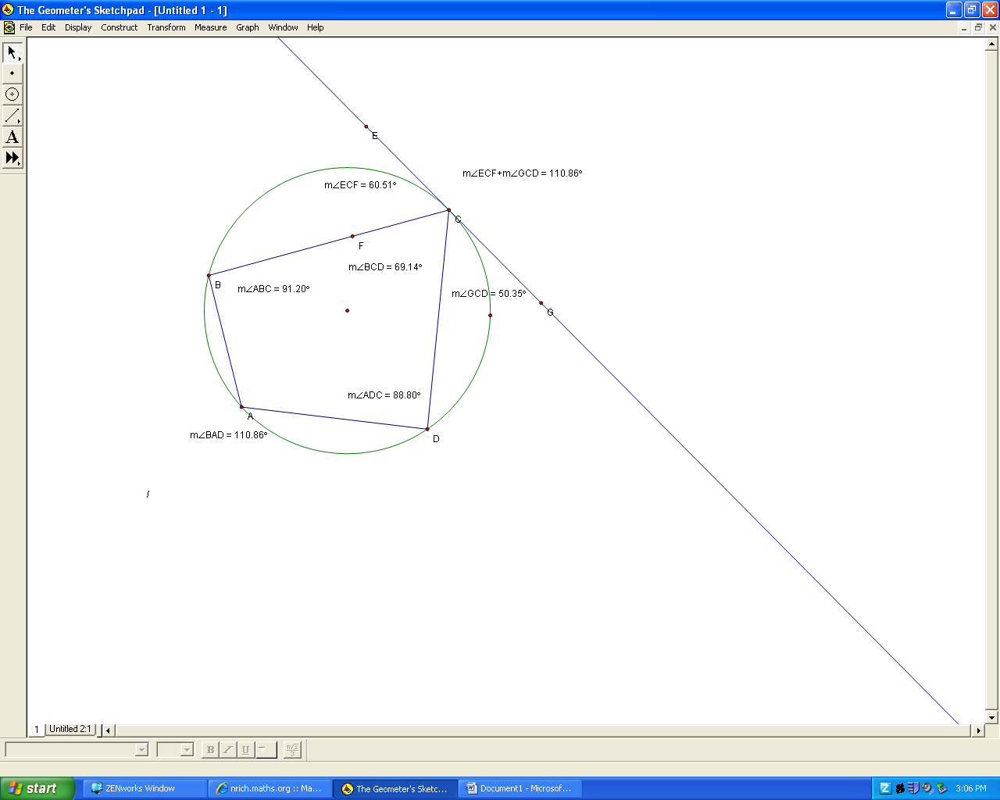 The Geometer's Sketchpad - [Untitled 1 - 1]
File Edit Display Construct Transform Measure Graph Window Help
A
E
m∠ECF+m∠GCD = 110.86°
m∠ECF = 60.51°
C
F
m∠BCD = 69.14°
B
m∠ABC = 91.20°
m∠GCD = 50.35°
G
m∠ADC = 88.80°
A
m∠BAD = 110.86°
D
1 Untitled 2:1
B I U
start ZENworks Window nrich.maths.org :: Ma... The Geometer's Sketc... Document1 - Microsof... Z 3:06 PM